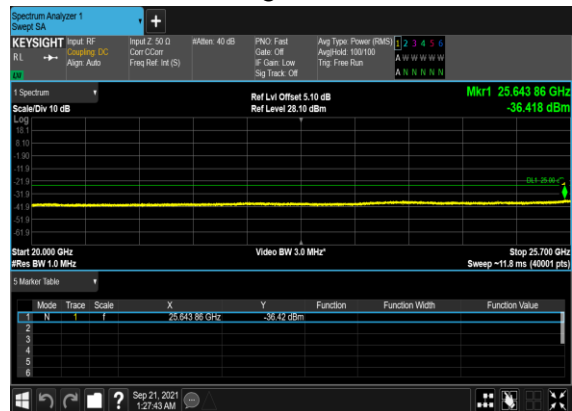 Spectrum Analyzer 1
Swept SA
+
KEYSIGHT Input: RF Input Z: 50 Ω #Atten: 40 dB PNO: Fast Avg Type: Power (RMS) 1 2 3 4 5 6
RL Coupling: DC Corr CCorr Gate: Off Avg|Hold: 100/100 A W W W W W
Align: Auto Freq Ref: Int (S) IF Gain: Low Trig: Free Run
LW Sig Track: Off A N N N N N
1 Spectrum Ref Lvl Offset 5.10 dB Mkr1 25.643 86 GHz
Scale/Div 10 dB Ref Level 28.10 dBm -36.418 dBm
Log
18.1
8.10
-1.90
-11.9
-21.9 DL1 -25.00
-31.9
-41.9
-51.9
-61.9
Start 20.000 GHz Video BW 3.0 MHz* Stop 25.700 GHz
#Res BW 1.0 MHz Sweep ~11.8 ms (40001 pts)
5 Marker Table
Mode Trace Scale X Y Function Function Width Function Value
1 N 1 f 25.643 86 GHz -36.42 dBm
2
3
4
5
6
? Sep 21, 2021
1:27:43 AM